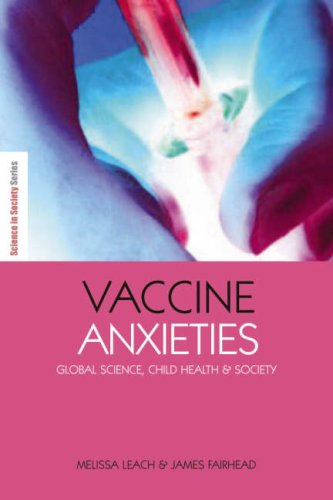 Science in Society Series
VACCINE
ANXIETIES
GLOBAL SCIENCE, CHILD HEALTH & SOCIETY
MELISSA LEACH & JAMES FAIRHEAD